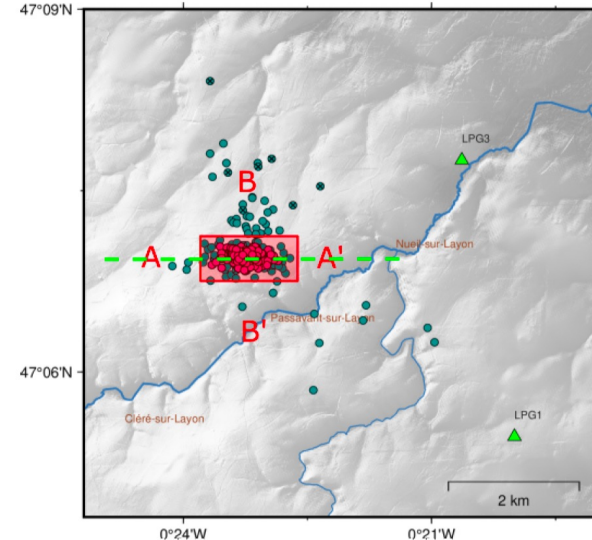 47°09'N
LPG3
B
A
A'
Nueil-sur-Layon
Passavant-sur-Layon
B'
47°06'N
Cléré-sur-Layon
LPG1
2 km
0°24'W
0°21'W